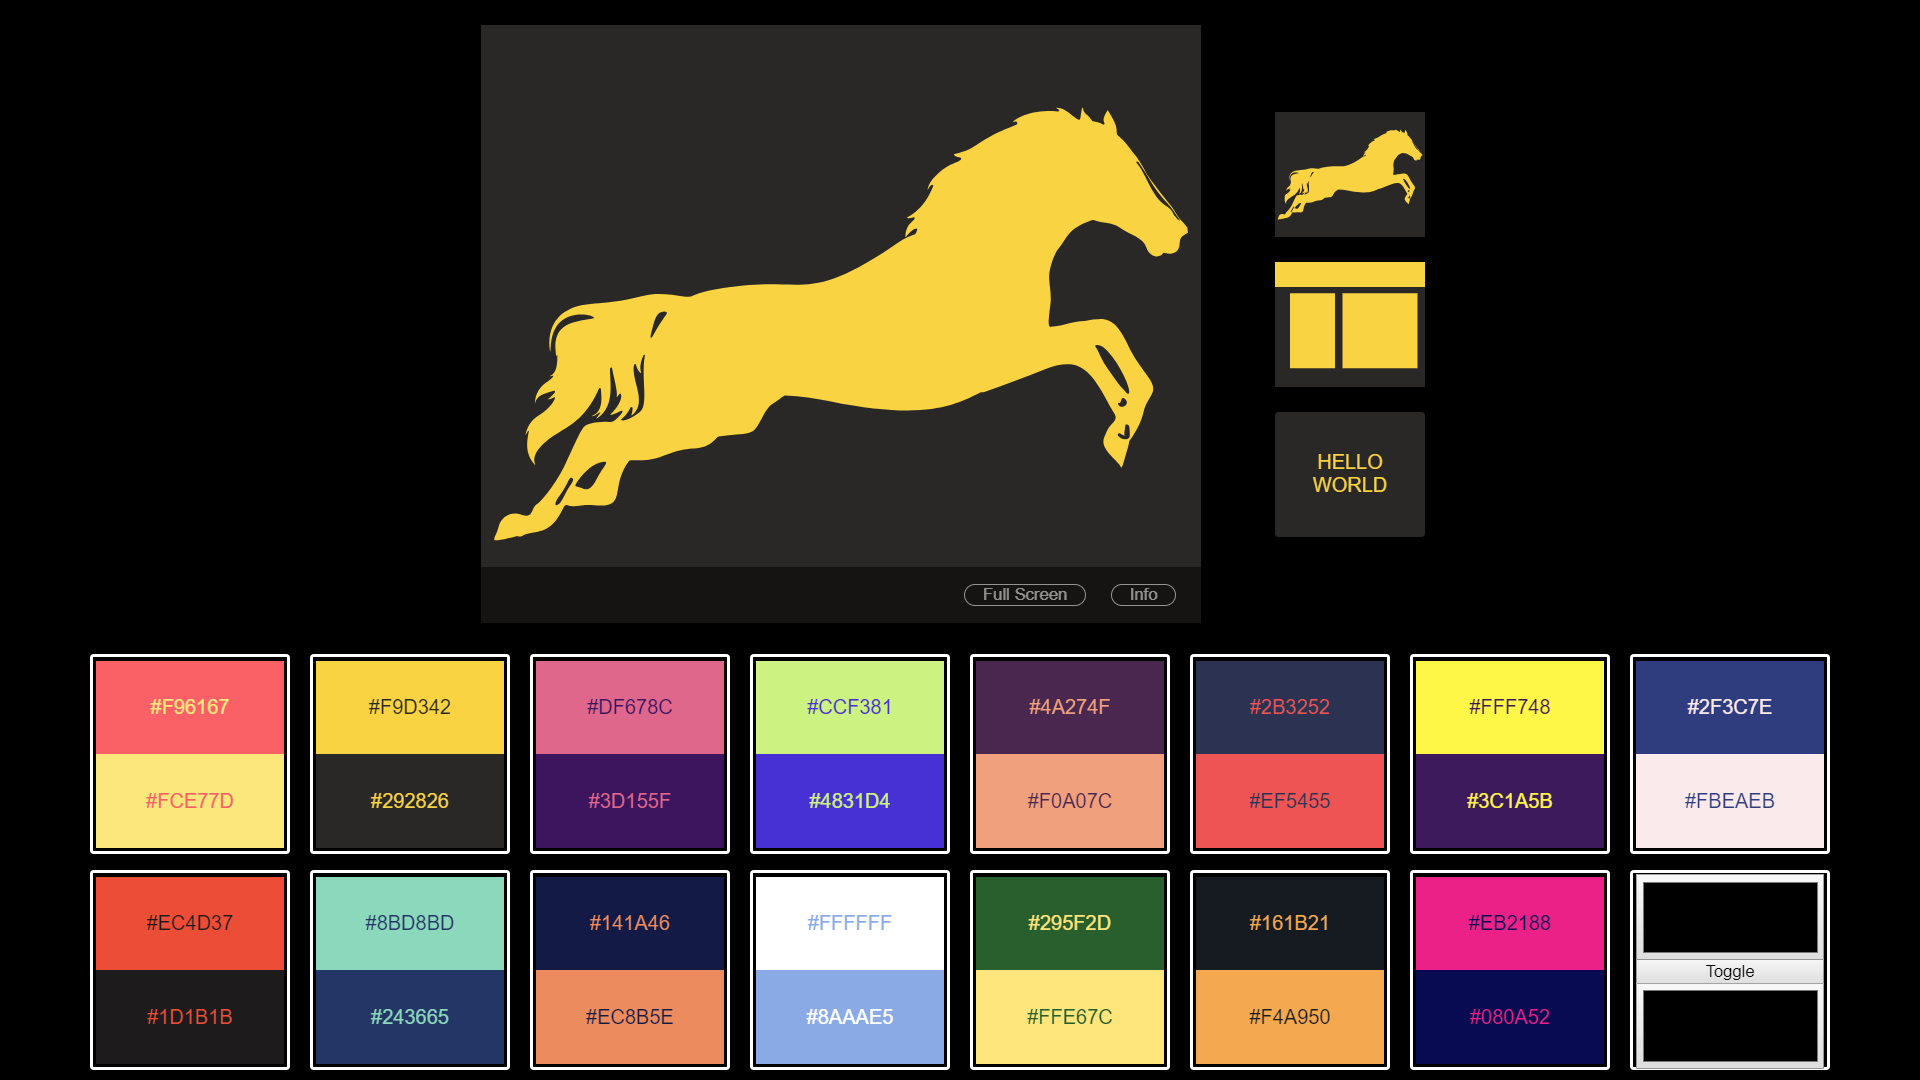 HELLO
WORLD
Full Screen
Info
#F96167
#F9D342
#DF678C
#CCF381
#4A274F
#2B3252
#FFF748
#2F3C7E
#FCE77D
#292826
#3D155F
#4831D4
#F0A07C
#EF5455
#3C1A5B
#FBEAEB
#EC4D37
#8BD8BD
#141A46
#FFFFFF
#295F2D
#161B21
#EB2188
Toggle
#1D1B1B
#243665
#EC8B5E
#8AAAE5
#FFE67C
#F4A950
#080A52